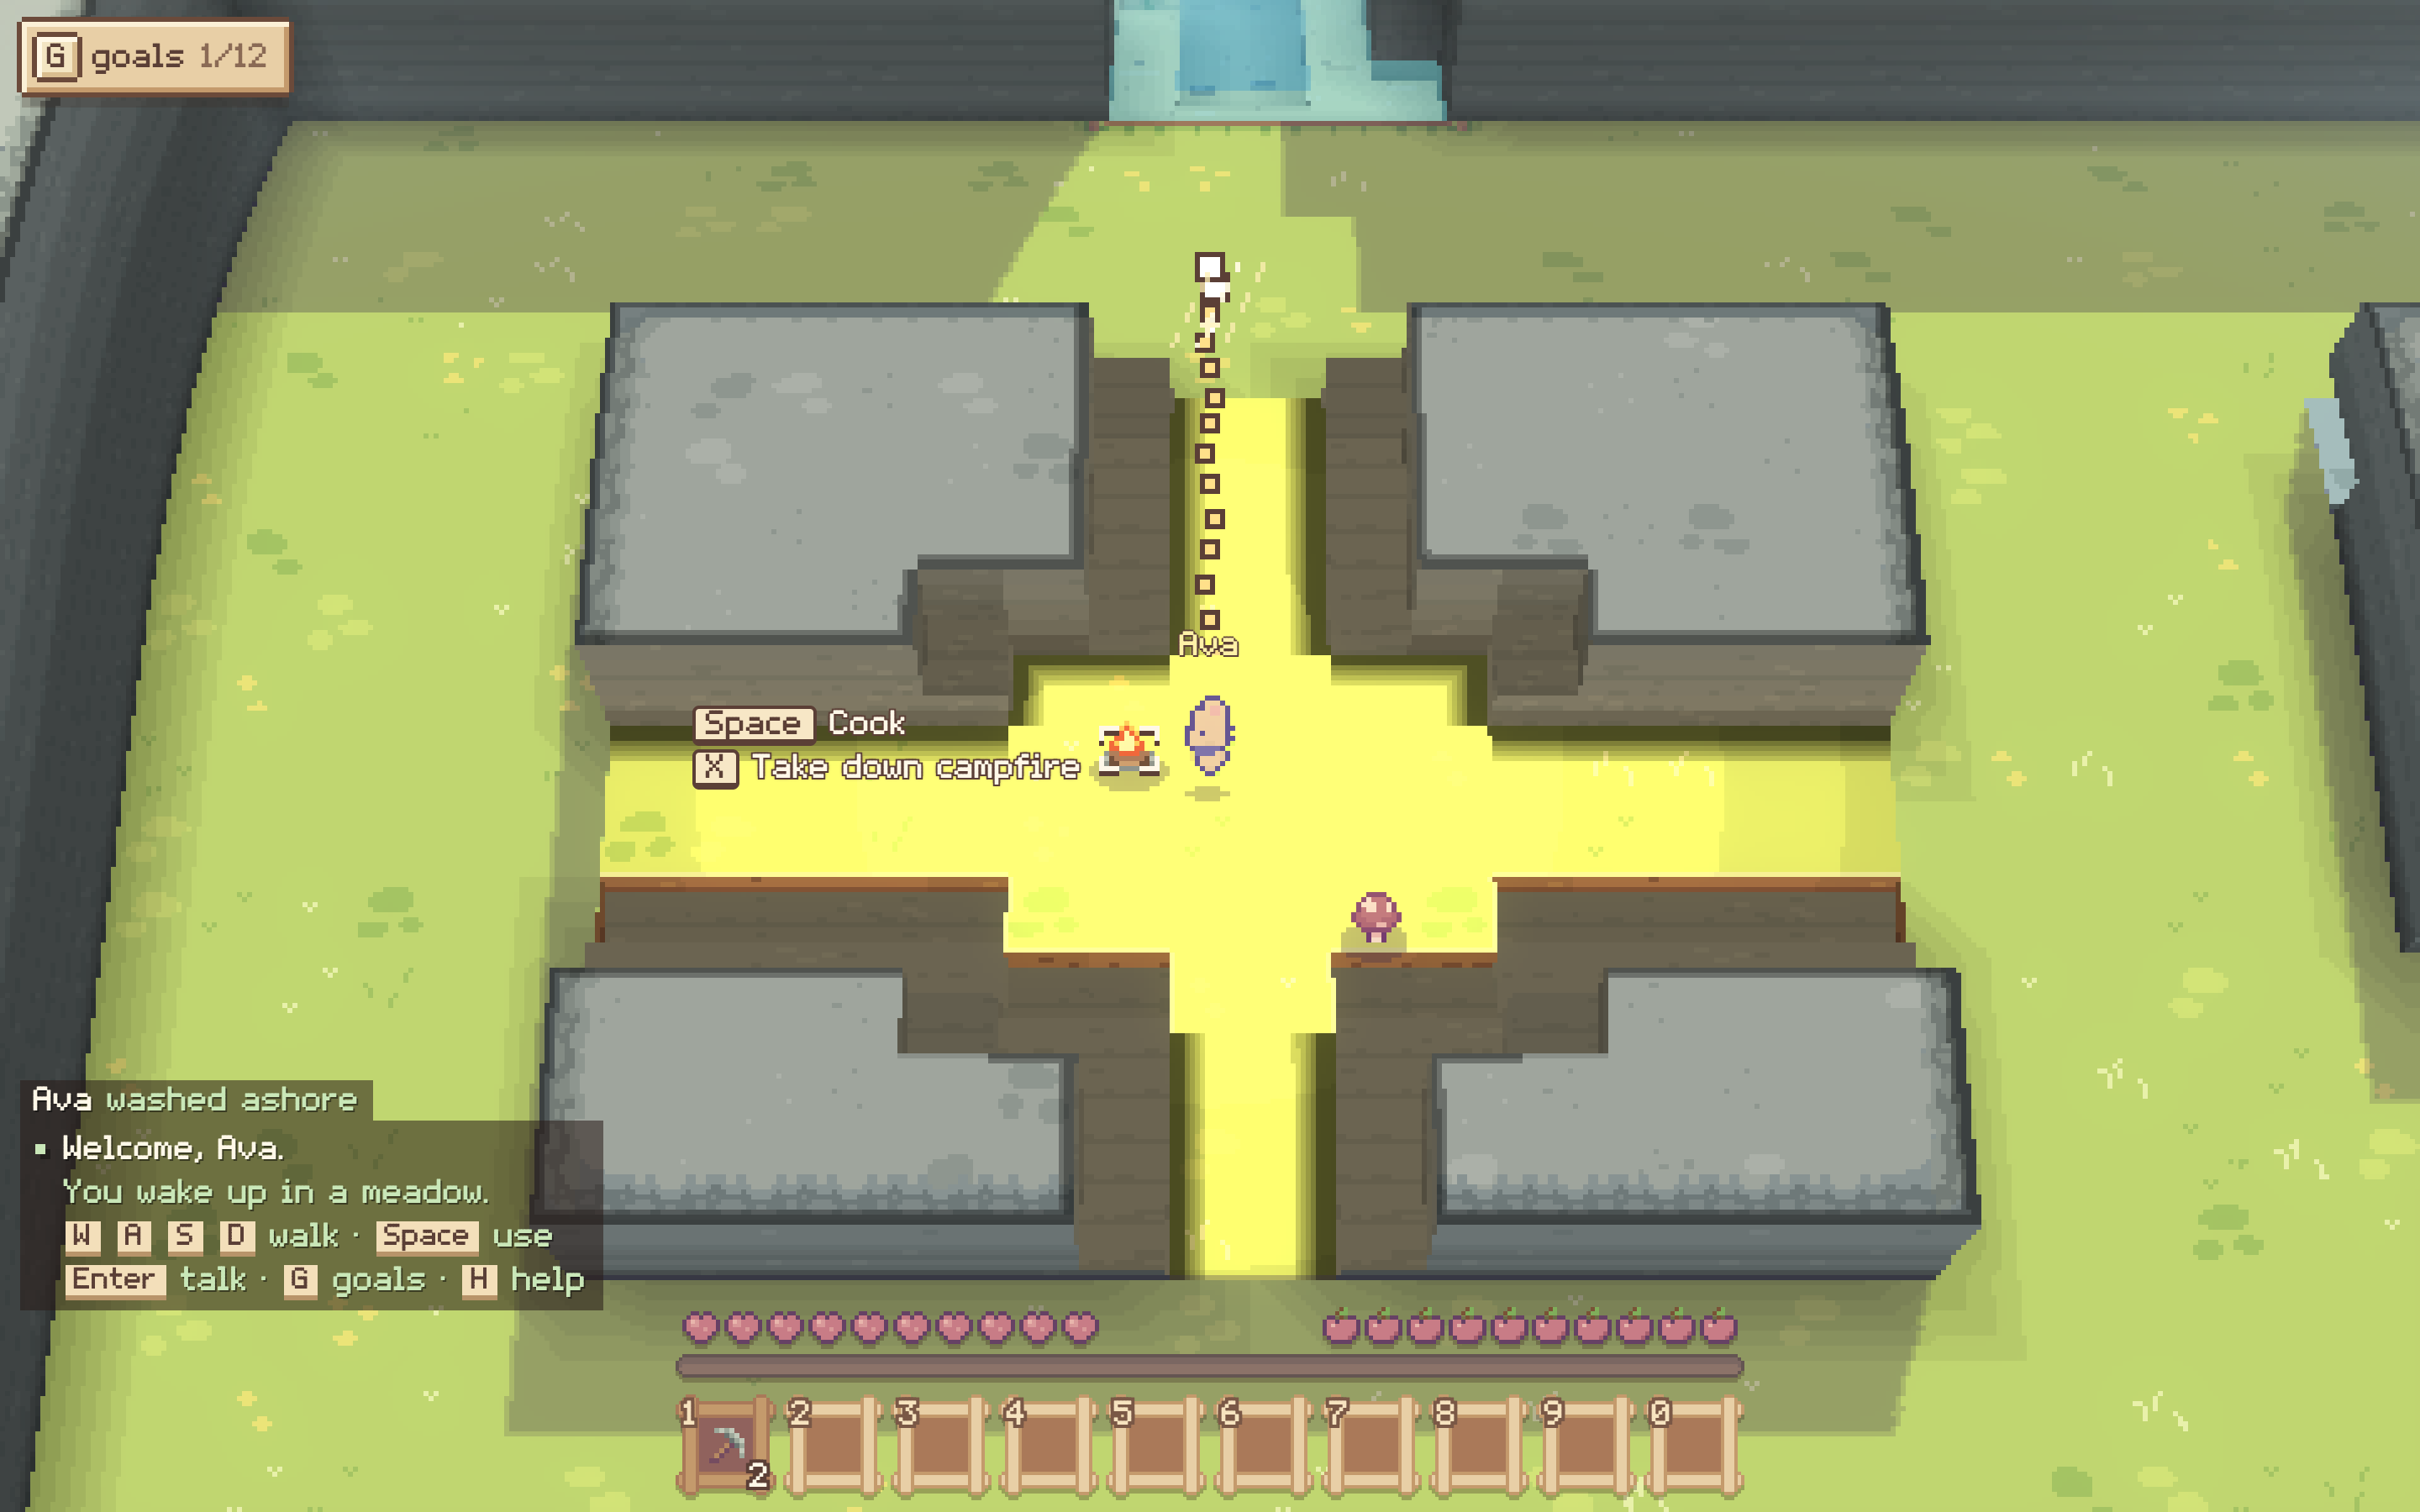 G goals 1/12
Ava
Space Cook
X Take down campfire
Ava washed ashore
Welcome, Ava.
You wake up in a meadow.
W A S D walk · Space use
Enter talk · G goals · H help
1 2 3 4 5 6 7 8 9 0
2